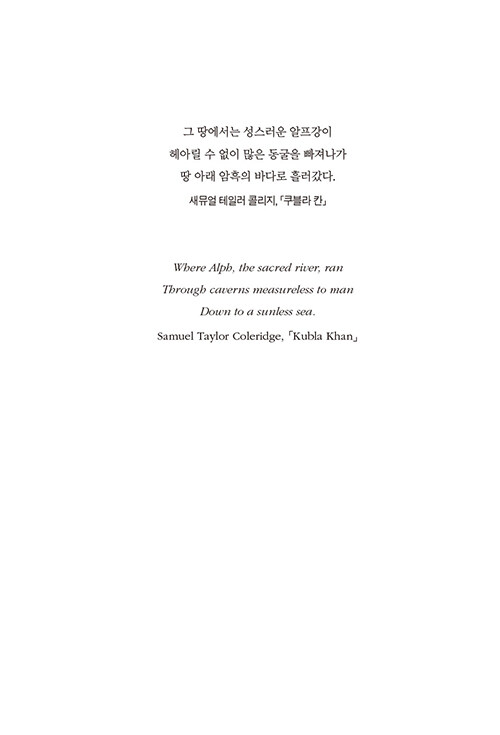 그 땅에서는 성스러운 알프강이
헤아릴 수 없이 많은 동굴을 빠져나가
땅 아래 암흑의 바다로 흘러갔다.
새뮤얼 테일러 콜리지, 「쿠블라 칸」
Where Alph, the sacred river, ran
Through caverns measureless to man
Down to a sunless sea.
Samuel Taylor Coleridge, 「Kubla Khan」